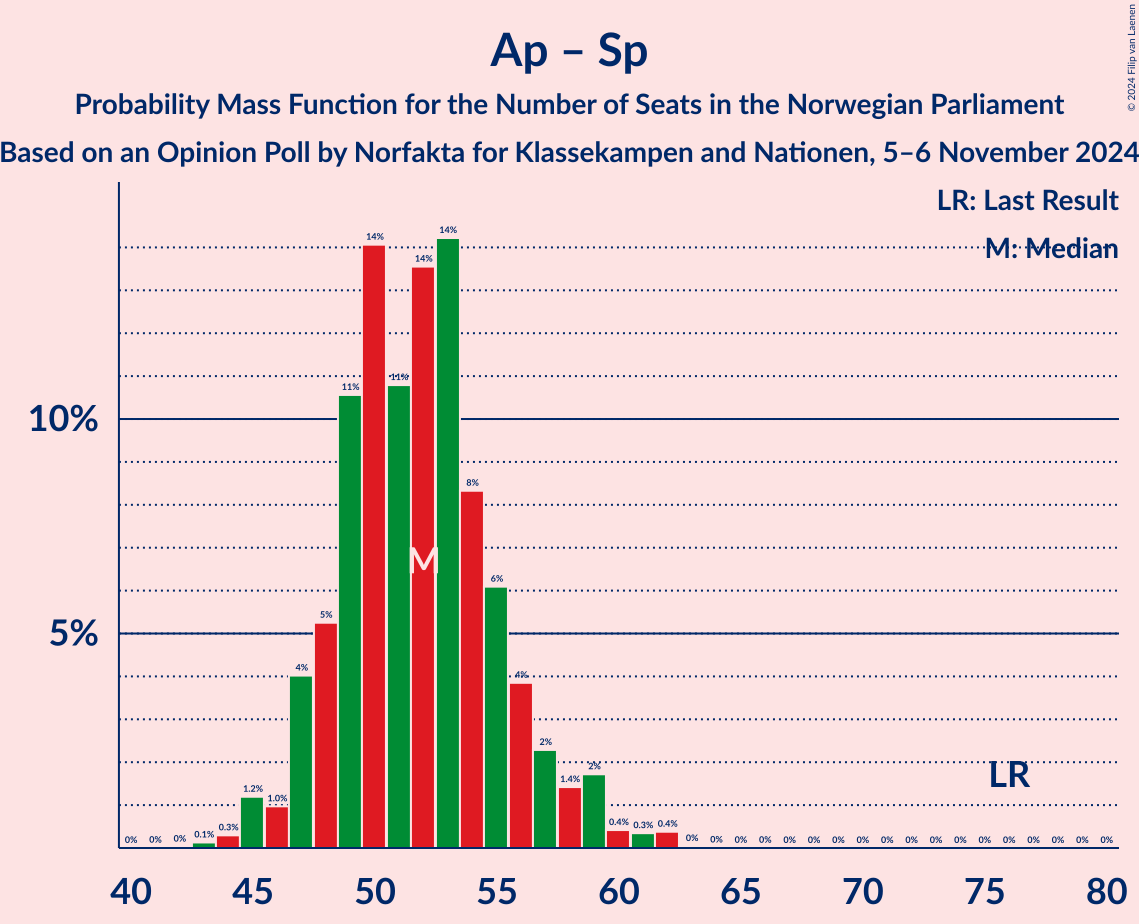 Ap – Sp
Probability Mass Function for the Number of Seats in the Norwegian Parliament
Based on an Opinion Poll by Norfakta for Klassekampen and Nationen, 5–6 November 2024
© 2024 Filip van Laenen
LR: Last Result
M: Median
10%
5%
0% 0% 0% 0.1% 0.3% 1.2% 1.0% 4% 5% 11% 14% 11% 14% 14% 8% 6% 4% 2% 1.4% 2% 0.4% 0.3% 0.4% 0% 0% 0% 0% 0% 0% 0% 0% 0% 0% 0% 0% 0% 0% 0% 0% 0% 0%
M
LR
40 45 50 55 60 65 70 75 80